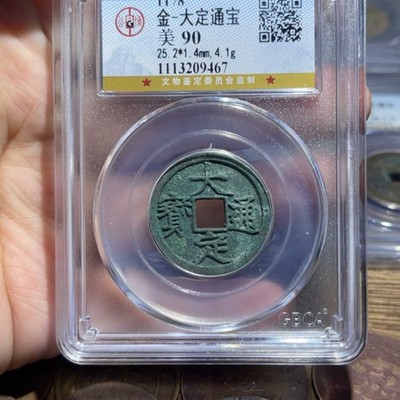 1178
金-大定通宝
美 90
25.2*1.4mm, 4.1g
1113209467
★ 文物鉴定委员会监制 ★
大定通寳
GBCA